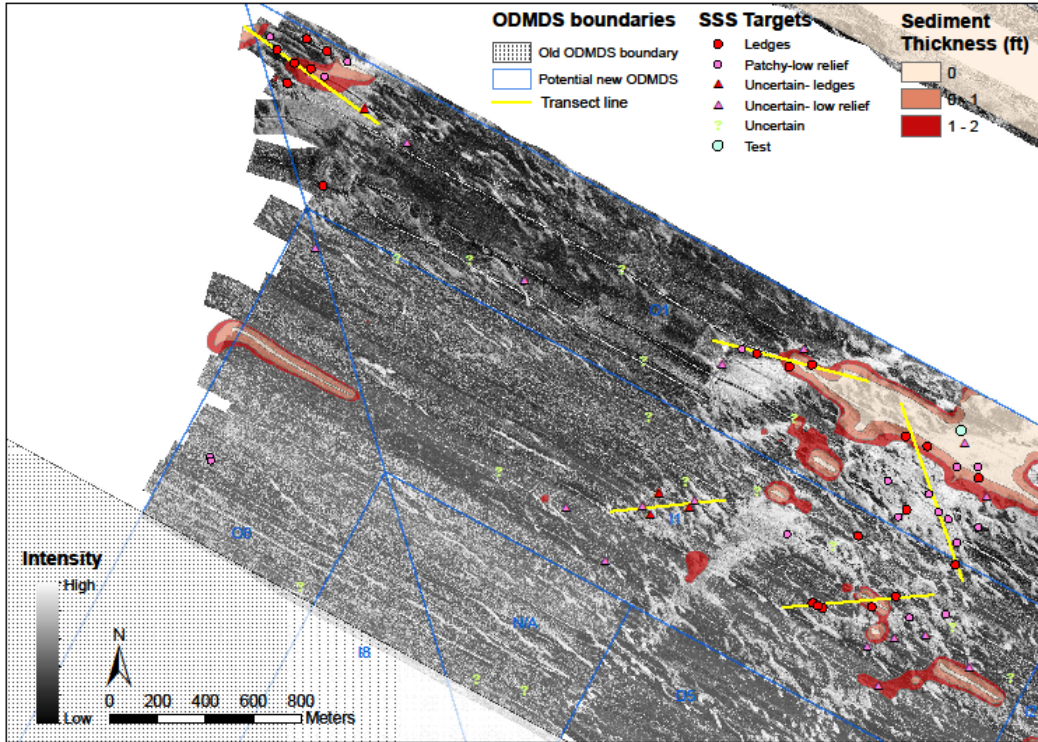 ODMDS boundaries
Old ODMDS boundary
Potential new ODMDS
Transect line
SSS Targets
Ledges
Patchy-low relief
Uncertain- ledges
Uncertain- low relief
? Uncertain
Test
Sediment
Thickness (ft)
0
0 - 1
1 - 2
O1
I1
O8
N/A
I8
D5
Intensity
High
Low
N
0 200 400 600 800
Meters